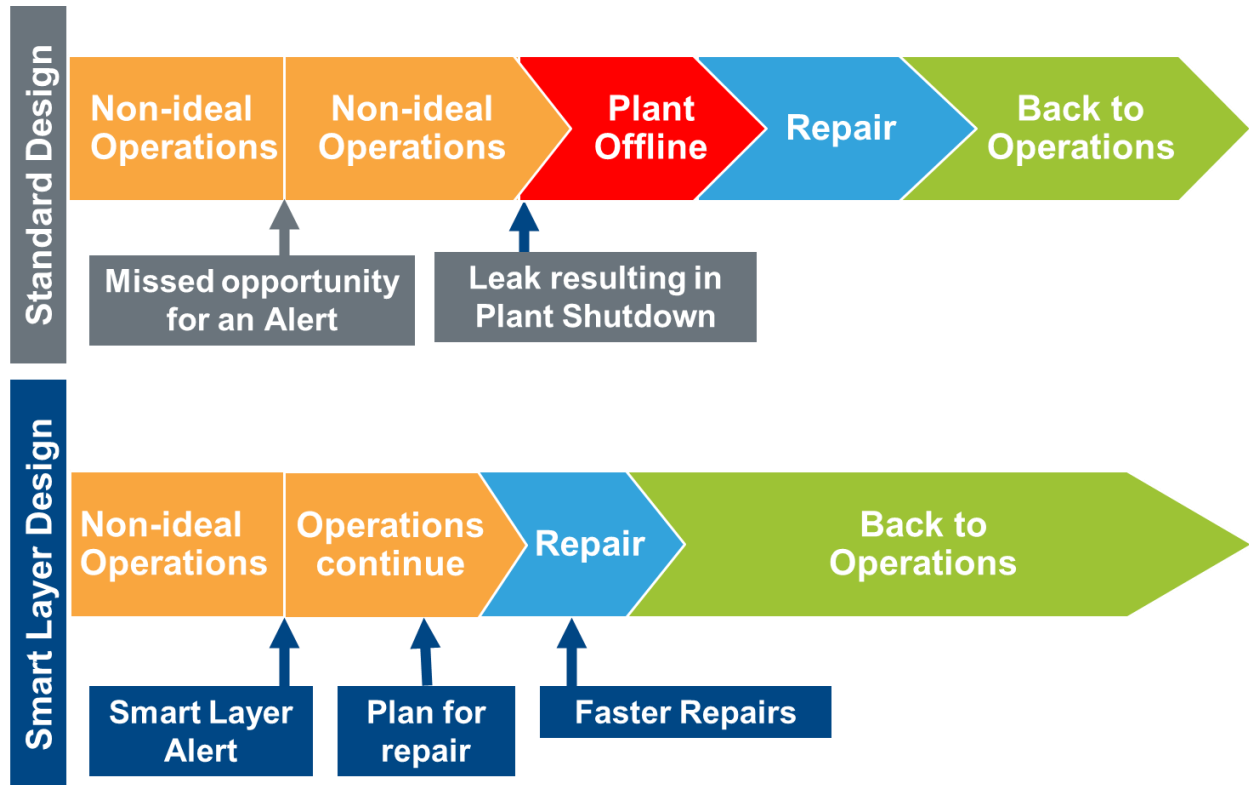 Standard Design
Non-ideal
Operations
Non-ideal
Operations
Plant
Offline
Repair
Back to
Operations
Missed opportunity
for an Alert
Leak resulting in
Plant Shutdown
Smart Layer Design
Non-ideal
Operations
Operations
continue
Repair
Back to
Operations
Smart Layer
Alert
Plan for
repair
Faster Repairs